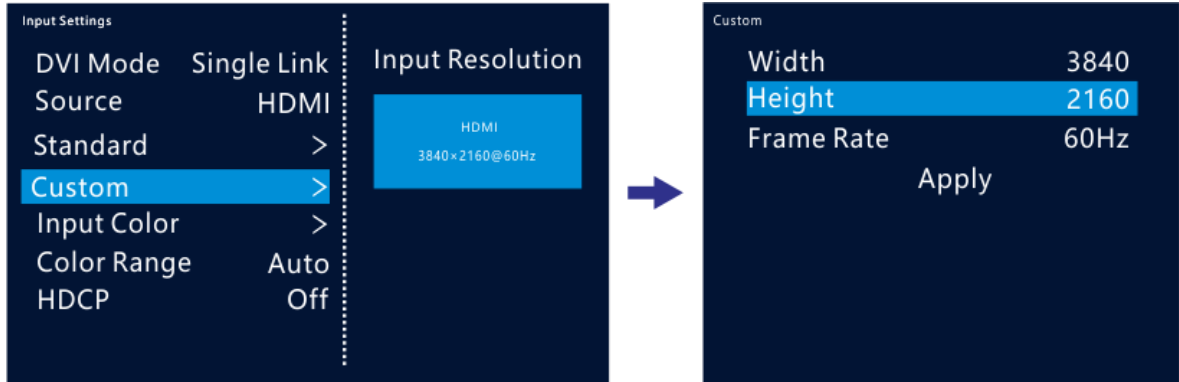 Input Settings
DVI Mode Single Link
Source HDMI
Standard >
Custom >
Input Color >
Color Range Auto
HDCP Off
Input Resolution
HDMI
3840×2160@60Hz
Custom
Width 3840
Height 2160
Frame Rate 60Hz
Apply